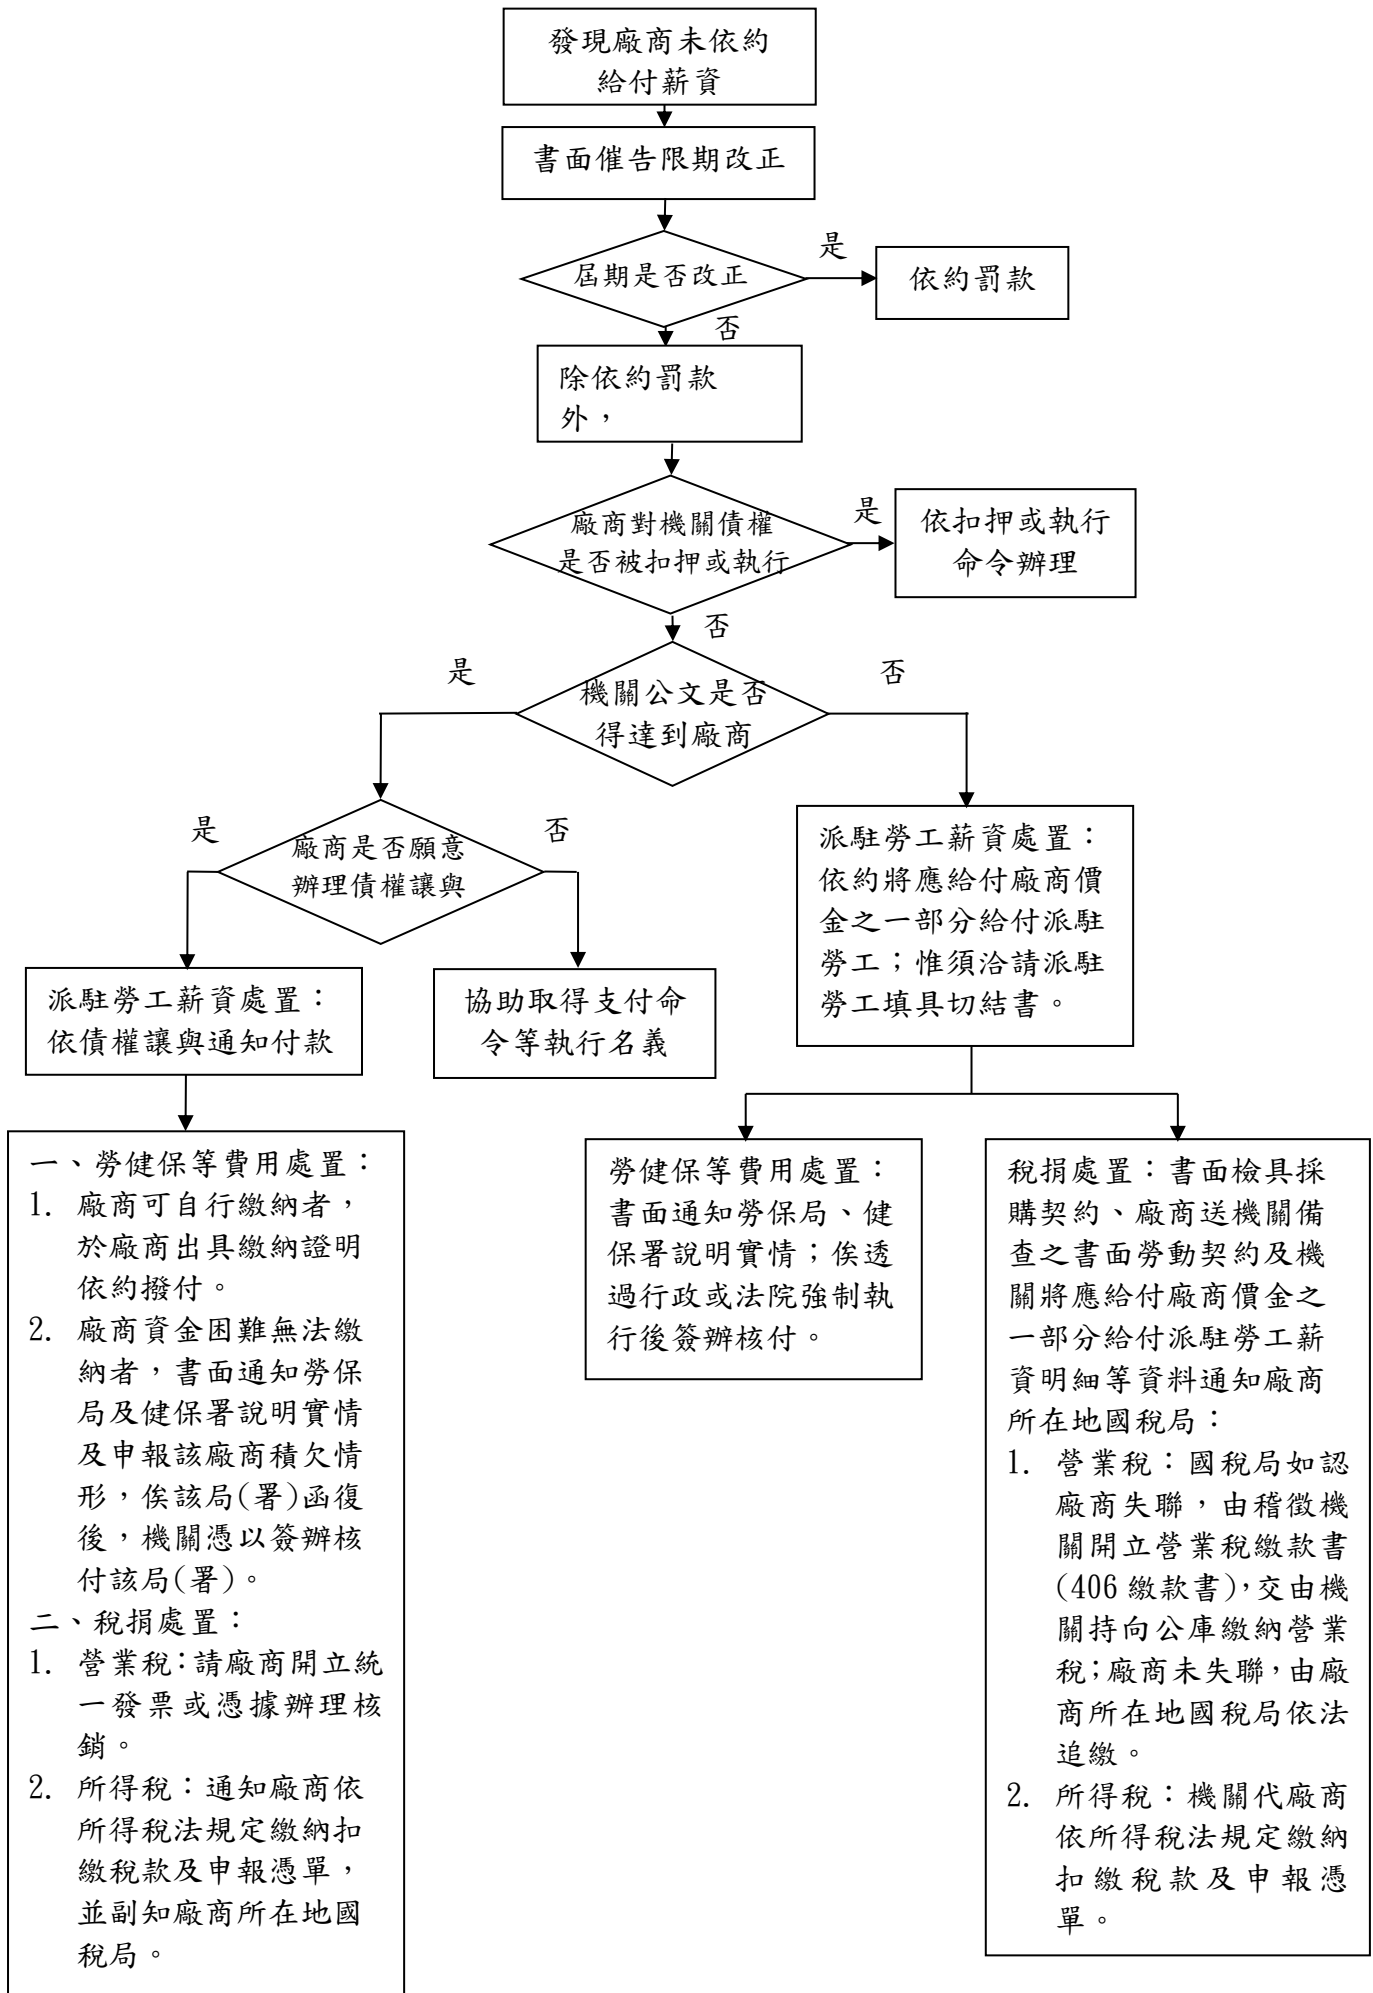 發現廠商未依約
給付薪資
書面催告限期改正
屆期是否改正
是
依約罰款
否
除依約罰款
外，
廠商對機關債權
是否被扣押或執行
是
依扣押或執行
命令辦理
否
機關公文是否
得達到廠商
是
否
廠商是否願意
辦理債權讓與
是
否
派駐勞工薪資處置：
依約將應給付廠商價
金之一部分給付派駐
勞工；惟須洽請派駐
勞工填具切結書。
派駐勞工薪資處置：
依債權讓與通知付款
協助取得支付命
令等執行名義
一、勞健保等費用處置：
1. 廠商可自行繳納者，
於廠商出具繳納證明
依約撥付。
2. 廠商資金困難無法繳
納者，書面通知勞保
局及健保署說明實情
及申報該廠商積欠情
形，俟該局(署)函復
後，機關憑以簽辦核
付該局(署)。
二、稅捐處置：
1. 營業稅：請廠商開立統
一發票或憑據辦理核
銷。
2. 所得稅：通知廠商依
所得稅法規定繳納扣
繳稅款及申報憑單，
並副知廠商所在地國
稅局。
勞健保等費用處置：
書面通知勞保局、健
保署說明實情；俟透
過行政或法院強制執
行後簽辦核付。
稅捐處置：書面檢具採
購契約、廠商送機關備
查之書面勞動契約及機
關將應給付廠商價金之
一部分給付派駐勞工薪
資明細等資料通知廠商
所在地國稅局：
1. 營業稅：國稅局如認
廠商失聯，由稽徵機
關開立營業稅繳款書
(406 繳款書)，交由機
關持向公庫繳納營業
稅；廠商未失聯，由廠
商所在地國稅局依法
追繳。
2. 所得稅：機關代廠商
依所得稅法規定繳納
扣繳稅款及申報憑
單。